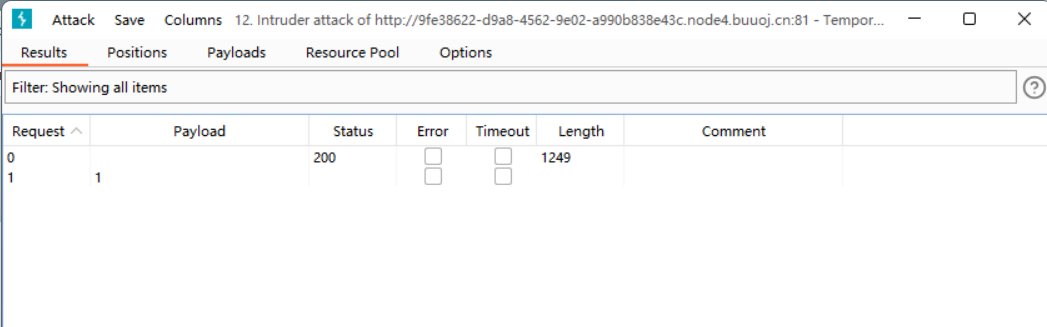 Attack Save Columns 12. Intruder attack of http://9fe38622-d9a8-4562-9e02-a990b838e43c.node4.buuoj.cn:81 - Tempor...
Results Positions Payloads Resource Pool Options
Filter: Showing all items
?
Request Payload Status Error Timeout Length Comment
0 200 1249
1 1